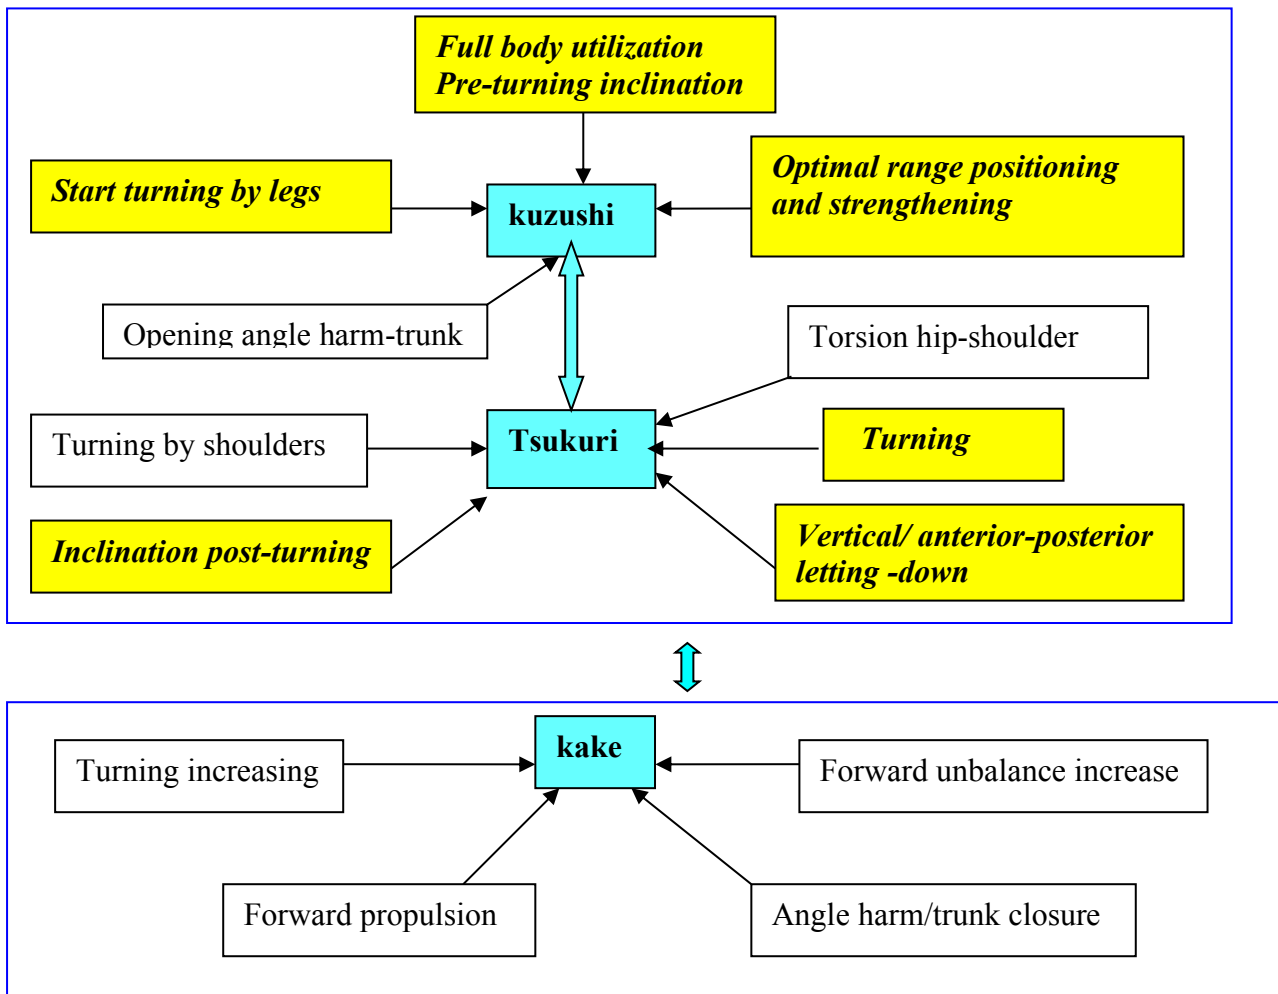 Full body utilization
Pre-turning inclination
Start turning by legs
Optimal range positioning
and strengthening
kuzushi
Opening angle harm-trunk
Torsion hip-shoulder
Turning by shoulders
Tsukuri
Turning
Inclination post-turning
Vertical/ anterior-posterior
letting -down
kake
Turning increasing
Forward unbalance increase
Forward propulsion
Angle harm/trunk closure